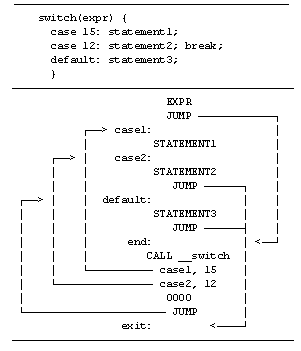 switch(expr) {
case 15: statement1;
case 12: statement2; break;
default: statement3;
}
EXPR
JUMP
case1:
STATEMENT1
case2:
STATEMENT2
JUMP
default:
STATEMENT3
JUMP
end:
CALL __switch
case1, 15
case2, 12
0000
JUMP
exit: